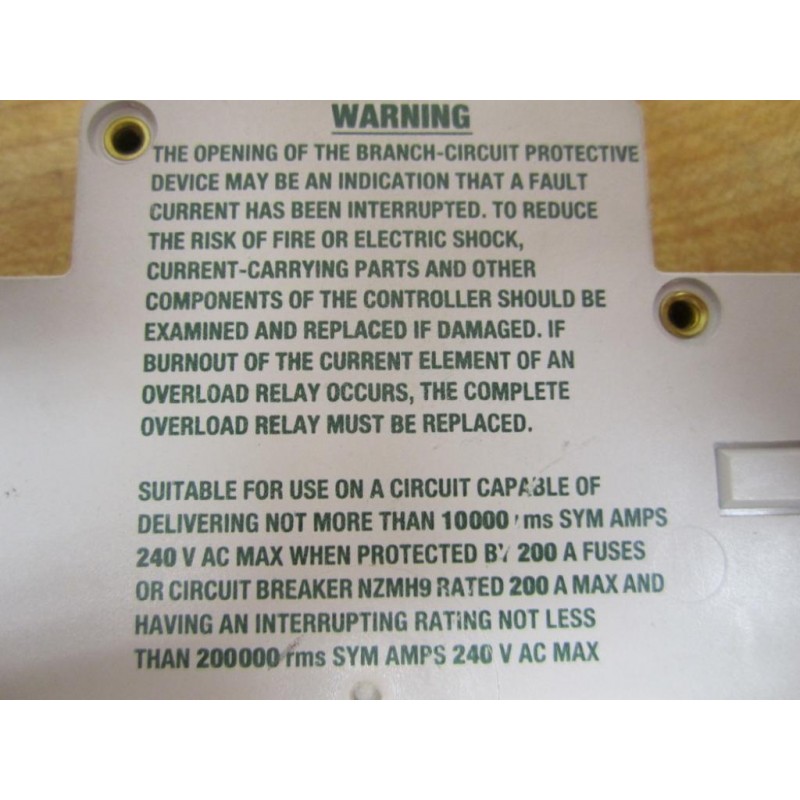 WARNING
THE OPENING OF THE BRANCH-CIRCUIT PROTECTIVE
DEVICE MAY BE AN INDICATION THAT A FAULT
CURRENT HAS BEEN INTERRUPTED. TO REDUCE
THE RISK OF FIRE OR ELECTRIC SHOCK,
CURRENT-CARRYING PARTS AND OTHER
COMPONENTS OF THE CONTROLLER SHOULD BE
EXAMINED AND REPLACED IF DAMAGED. IF
BURNOUT OF THE CURRENT ELEMENT OF AN
OVERLOAD RELAY OCCURS, THE COMPLETE
OVERLOAD RELAY MUST BE REPLACED.
SUITABLE FOR USE ON A CIRCUIT CAPABLE OF
DELIVERING NOT MORE THAN 10000 rms SYM AMPS
240 V AC MAX WHEN PROTECTED BY 200 A FUSES
OR CIRCUIT BREAKER NZMH9 RATED 200 A MAX AND
HAVING AN INTERRUPTING RATING NOT LESS
THAN 200000 rms SYM AMPS 240 V AC MAX